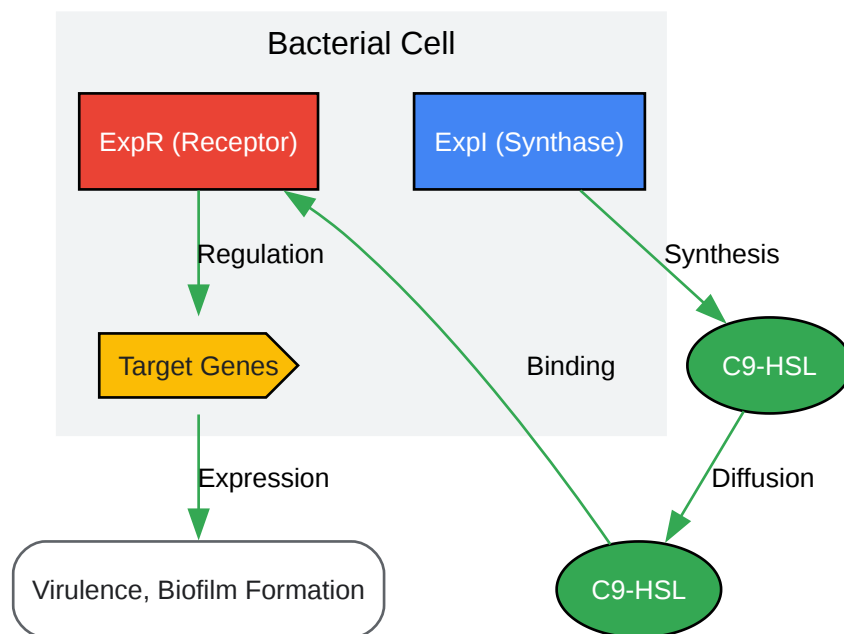 Bacterial Cell
ExpR (Receptor)
ExpI (Synthase)
Regulation
Synthesis
Target Genes
Binding
C9-HSL
Expression
Diffusion
Virulence, Biofilm Formation
C9-HSL